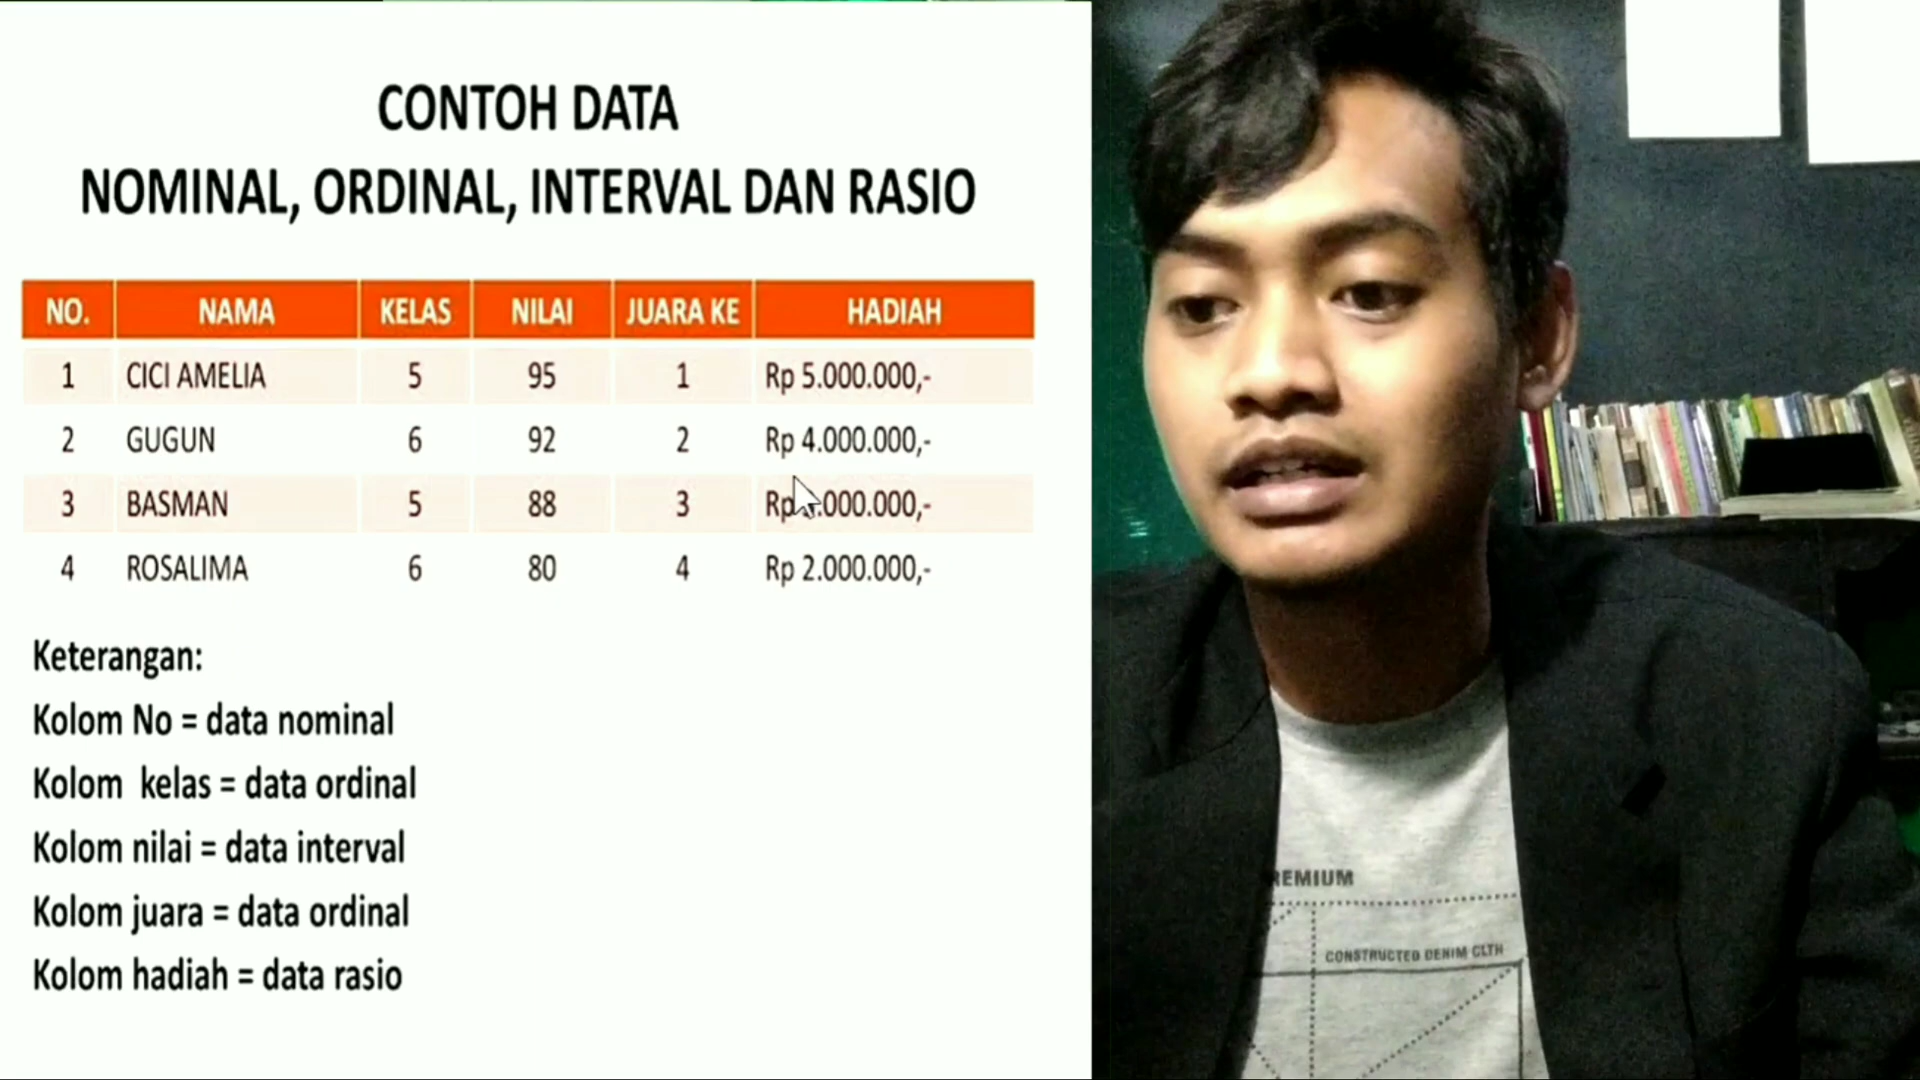 CONTOH DATA
NOMINAL, ORDINAL, INTERVAL DAN RASIO
NO. NAMA KELAS NILAI JUARA KE HADIAH
1 CICI AMELIA 5 95 1 Rp 5.000.000,-
2 GUGUN 6 92 2 Rp 4.000.000,-
3 BASMAN 5 88 3 Rp .000.000,-
4 ROSALIMA 6 80 4 Rp 2.000.000,-
Keterangan:
Kolom No = data nominal
Kolom kelas = data ordinal
Kolom nilai = data interval
Kolom juara = data ordinal
Kolom hadiah = data rasio
REMIUM
CONSTRUCTED DENIM CLTH